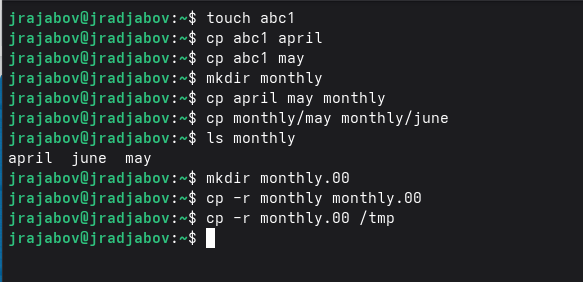 jrajabov@jradjabov:~$ touch abc1
jrajabov@jradjabov:~$ cp abc1 april
jrajabov@jradjabov:~$ cp abc1 may
jrajabov@jradjabov:~$ mkdir monthly
jrajabov@jradjabov:~$ cp april may monthly
jrajabov@jradjabov:~$ cp monthly/may monthly/june
jrajabov@jradjabov:~$ ls monthly
april  june  may
jrajabov@jradjabov:~$ mkdir monthly.00
jrajabov@jradjabov:~$ cp -r monthly monthly.00
jrajabov@jradjabov:~$ cp -r monthly.00 /tmp
jrajabov@jradjabov:~$